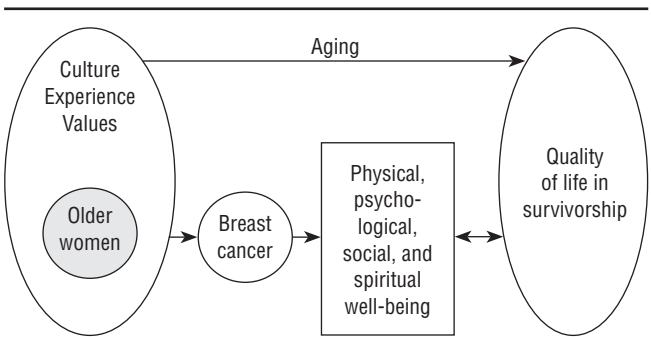 Aging
Culture
Experience
Values
Older
women
Breast
cancer
Physical,
psycho-
logical,
social, and
spiritual
well-being
Quality
of life in
survivorship